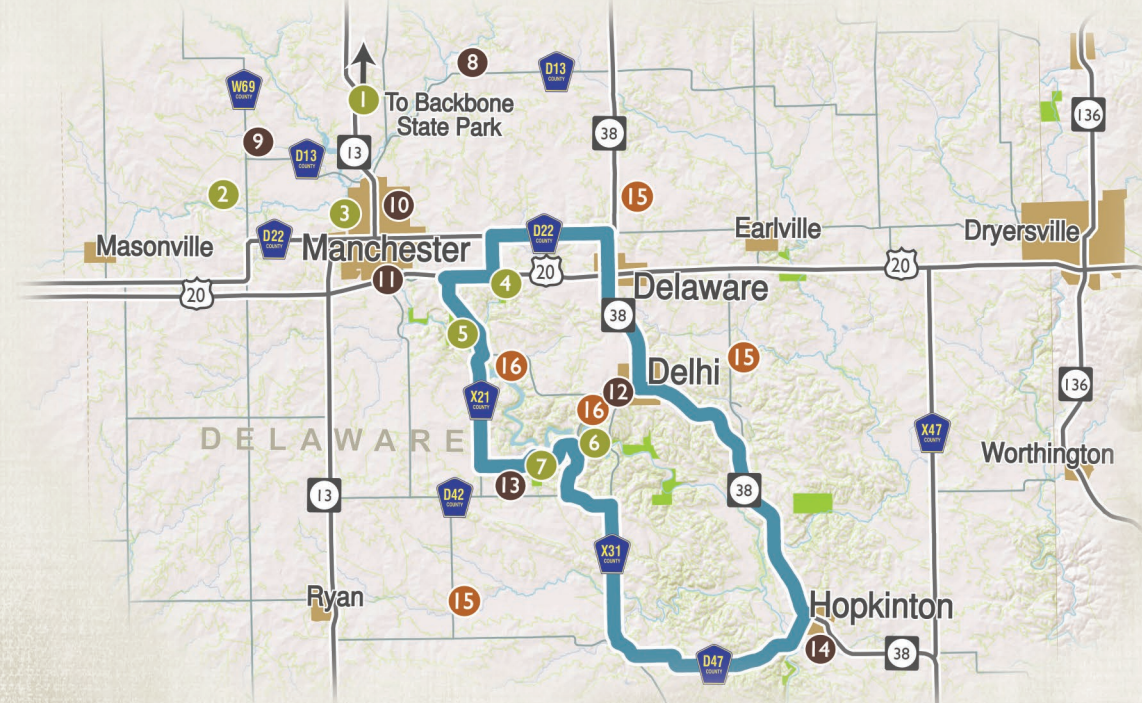 8
D13
COUNTY
W69
COUNTY
1
To Backbone
State Park
136
38
9
D13
COUNTY
13
2
3
10
15
D22
COUNTY
D22
COUNTY
Earlville
Dryersville
Masonville
Manchester
20
11
4
20
Delaware
20
38
5
16
15
Delhi
X21
COUNTY
12
16
136
DELAWARE
6
X47
COUNTY
Worthington
7
13
13
D42
COUNTY
38
X31
COUNTY
Ryan
15
Hopkinton
14
38
D47
COUNTY